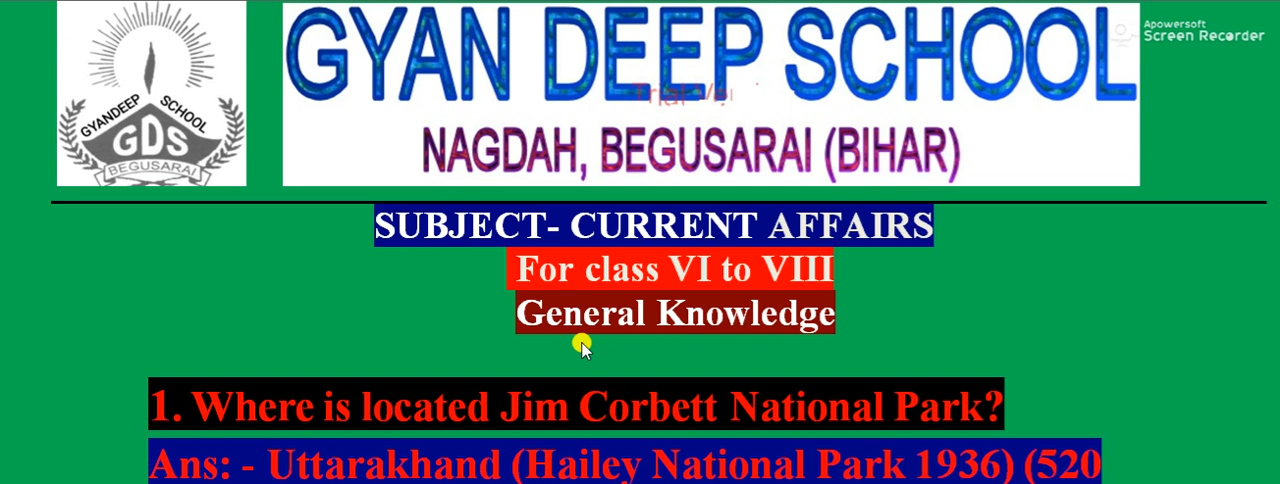 GYANDEEP SCHOOL
GDS
BEGUSARAI
GYAN DEEP SCHOOL
Trial Ve
NAGDAH, BEGUSARAI (BIHAR)
Apowersoft
Screen Recorder
SUBJECT- CURRENT AFFAIRS
For class VI to VIII
General Knowledge
1. Where is located Jim Corbett National Park?
Ans: - Uttarakhand (Hailey National Park 1936) (520